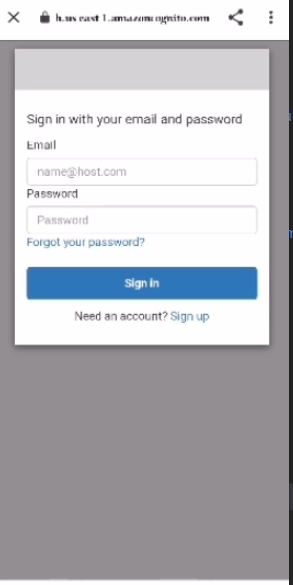 h.us east 1.amazoncognito.com
Sign in with your email and password
Email
name@host.com
Password
Password
Forgot your password?
Sign in
Need an account? Sign up